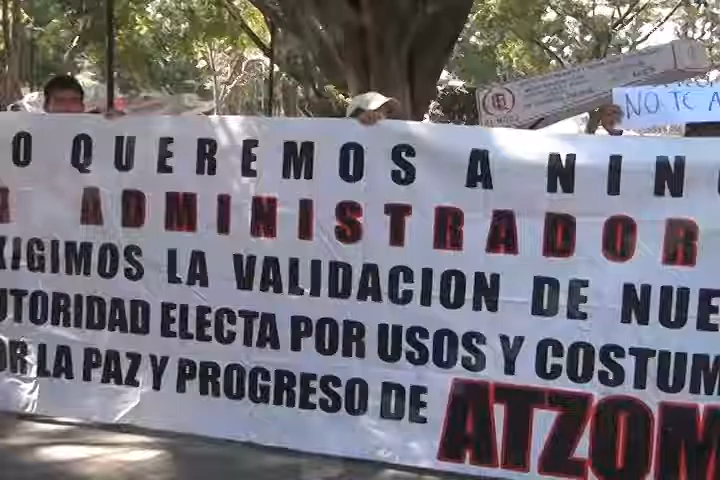 NO TE A
O QUEREMOS A NIN
A ADMINISTRADOR
XIGIMOS LA VALIDACION DE NUE
UTORIDAD ELECTA POR USOS Y COSTUM
OR LA PAZ Y PROGRESO DE ATZOM